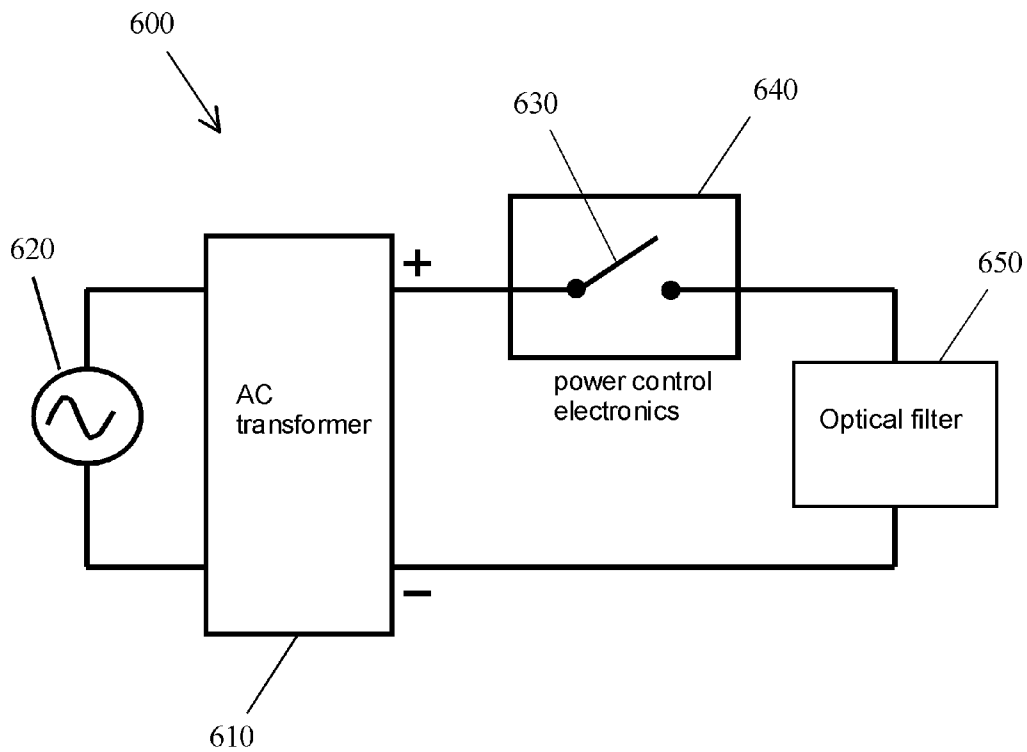 600
640
630
620
650
+
AC
transformer
power control
electronics
Optical filter
−
610